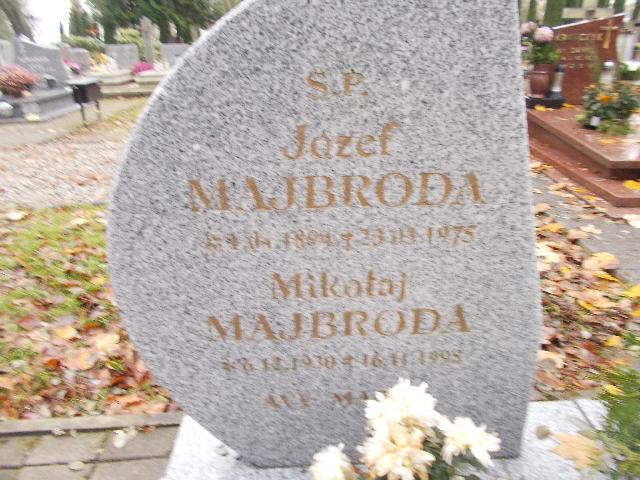 Ś.P.
Józef
MAJBRODA
* 4.04.1894 † 23.03.1975
Mikołaj
MAJBRODA
* 6.12.1930 † 16.11.1998
AVE